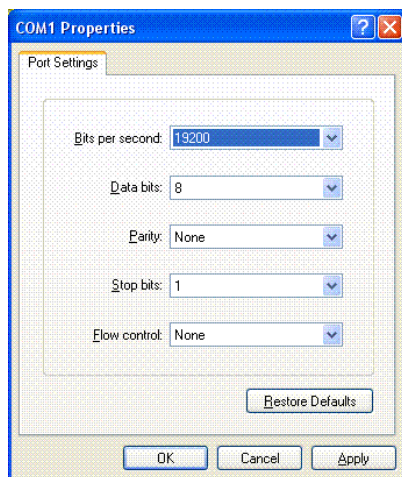 COM1 Properties
Port Settings
Bits per second: 19200
Data bits: 8
Parity: None
Stop bits: 1
Flow control: None
Restore Defaults
OK Cancel Apply